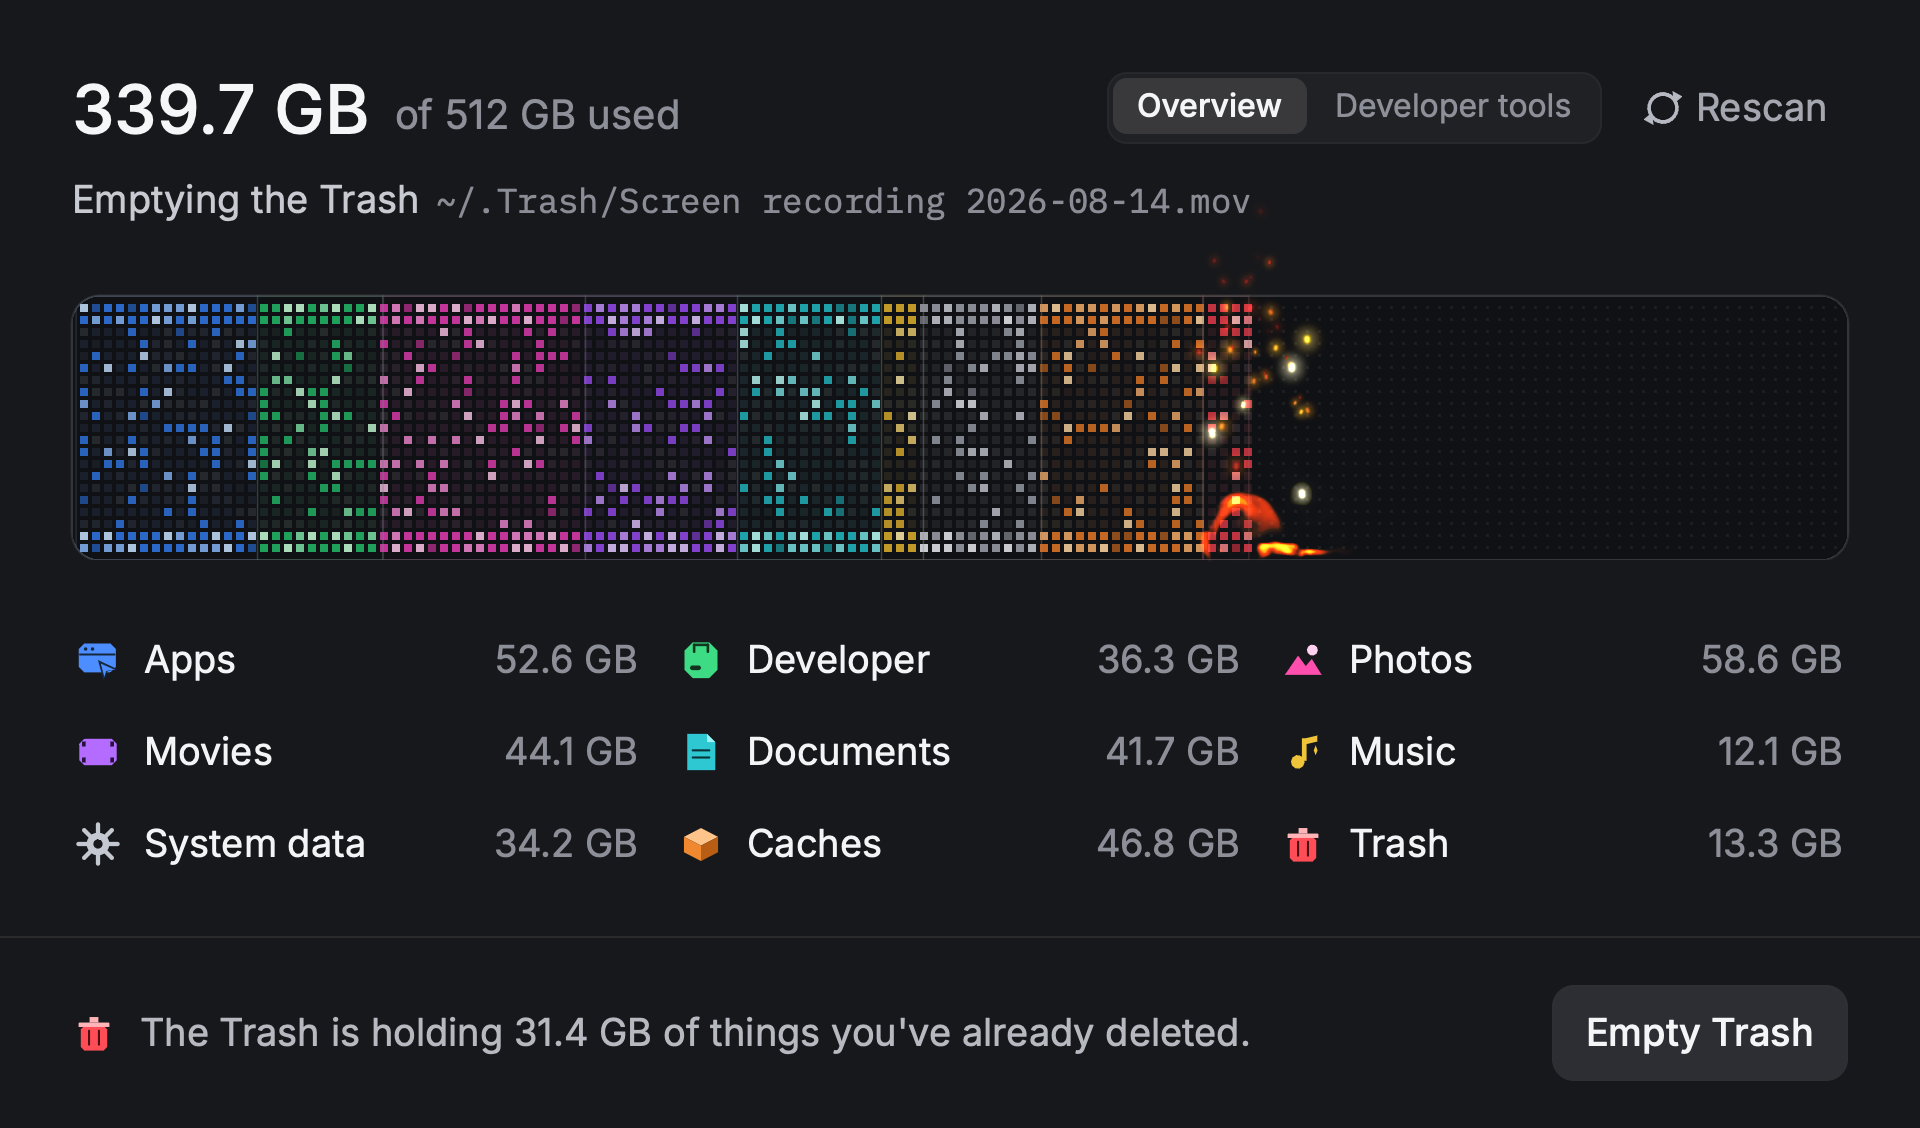 339.7 GB of 512 GB used
Overview
Developer tools
Rescan
Emptying the Trash ~/.Trash/Screen recording 2026-08-14.mov
Apps 52.6 GB
Developer 36.3 GB
Photos 58.6 GB
Movies 44.1 GB
Documents 41.7 GB
Music 12.1 GB
System data 34.2 GB
Caches 46.8 GB
Trash 13.3 GB
The Trash is holding 31.4 GB of things you've already deleted.
Empty Trash